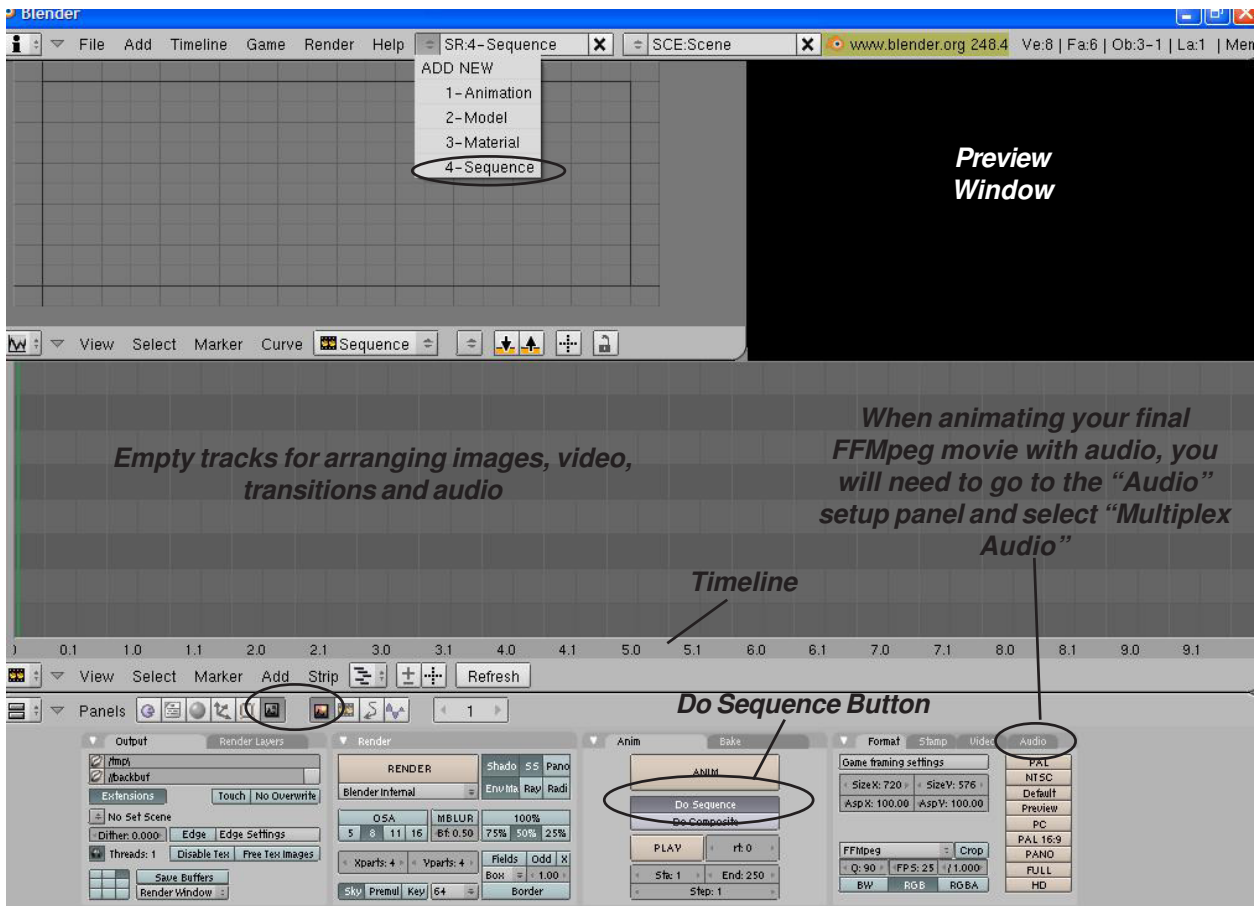 Blender
File Add Timeline Game Render Help SR:4-Sequence SCE:Scene www.blender.org 248.4 Ve:8 | Fa:6 | Ob:3-1 | La:1 | Mem
ADD NEW
1-Animation
2-Model
3-Material
4-Sequence
Preview
Window
View Select Marker Curve Sequence
Empty tracks for arranging images, video,
transitions and audio
When animating your final
FFMpeg movie with audio, you
will need to go to the “Audio”
setup panel and select “Multiplex
Audio”
Timeline
0.1 1.0 1.1 2.0 2.1 3.0 3.1 4.0 4.1 5.0 5.1 6.0 6.1 7.0 7.1 8.0 8.1 9.0 9.1
View Select Marker Add Strip Refresh
Do Sequence Button
Panels 1
Output Render Layers
/tmp\
//backbuf
Extensions Touch No Overwrite
No Set Scene
Dither: 0.000 Edge Edge Settings
Threads: 1 Disable Tex Free Tex Images
Save Buffers
Render Window
Render
RENDER
Shado SS Pano
Blender Internal EnvMa Ray Radi
OSA MBLUR 100%
5 8 11 16 Bf: 0.50 75% 50% 25%
Xparts: 4 Yparts: 4 Fields Odd X
Box 1.00
Sky Premul Key 64 Border
Anim Bake
ANIM
Do Sequence
Do Composite
PLAY rt: 0
Sta: 1 End: 250
Step: 1
Format Stamp Video Audio
Game framing settings
SizeX: 720 SizeY: 576
AspX: 100.00 AspY: 100.00
FFMpeg Crop
Q: 90 FPS: 25 /1.000
BW RGB RGBA
PAL
NTSC
Default
Preview
PC
PAL 16:9
PANO
FULL
HD